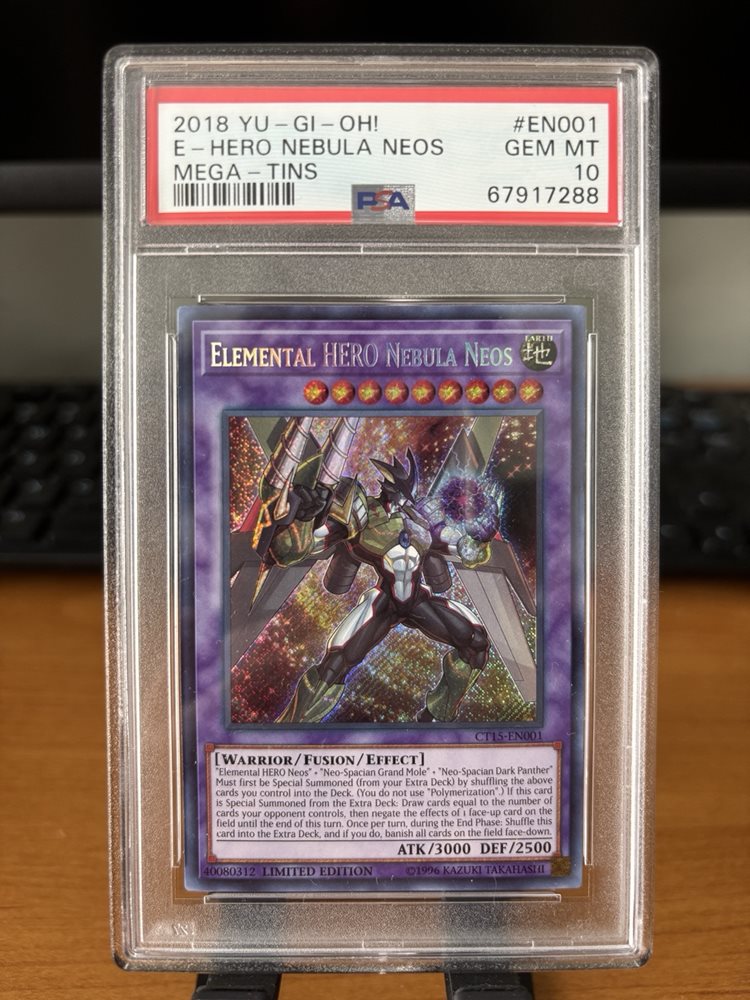 2018 YU-GI-OH! #EN001
E-HERO NEBULA NEOS GEM MT
MEGA-TINS 10
PSA 67917288
ELEMENTAL HERO NEBULA NEOS
EARTH
地
CT15-EN001
[WARRIOR/FUSION/EFFECT]
"Elemental HERO Neos" + "Neo-Spacian Grand Mole" + "Neo-Spacian Dark Panther"
Must first be Special Summoned (from your Extra Deck) by shuffling the above
cards you control into the Deck. (You do not use "Polymerization".) If this card
is Special Summoned from the Extra Deck: Draw cards equal to the number of
cards your opponent controls, then negate the effects of 1 face-up card on the
field until the end of this turn. Once per turn, during the End Phase: Shuffle this
card into the Extra Deck, and if you do, banish all cards on the field face-down.
ATK/3000 DEF/2500
40080312 LIMITED EDITION ©1996 KAZUKI TAKAHASHI